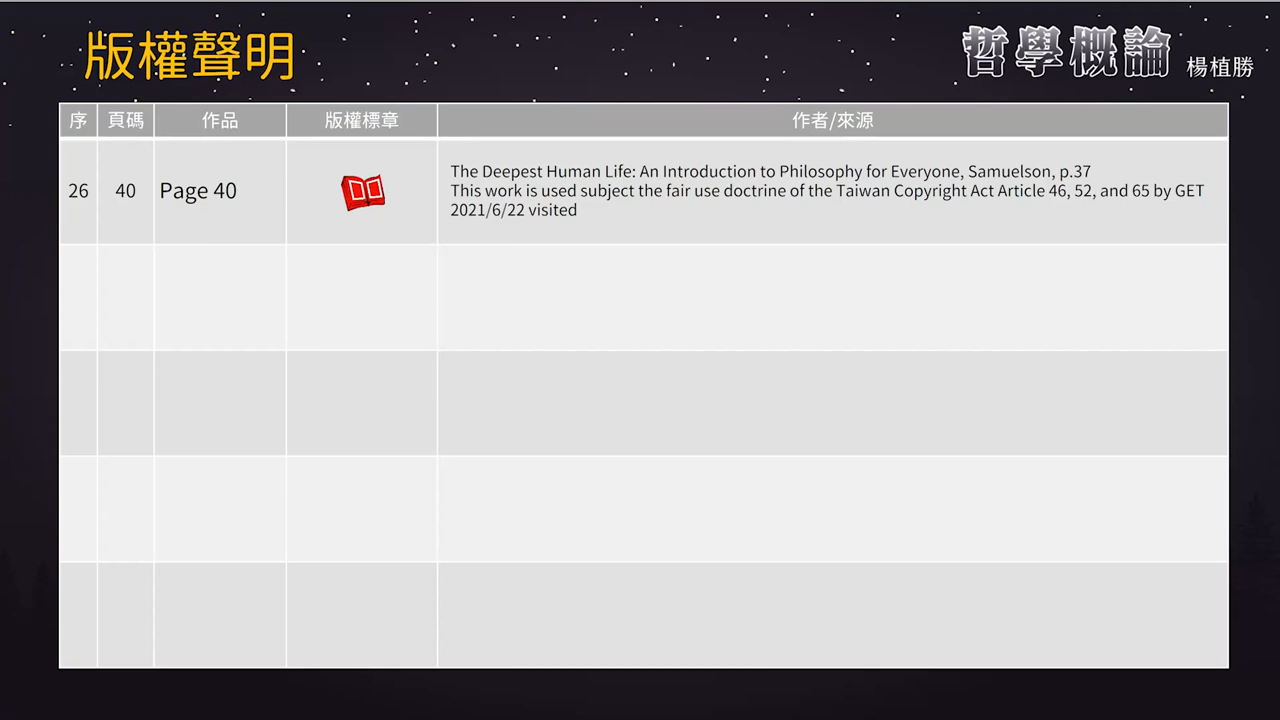 版權聲明
哲學概論 楊植勝
序 頁碼 作品 版權標章 作者/來源
26 40 Page 40
The Deepest Human Life: An Introduction to Philosophy for Everyone, Samuelson, p.37
This work is used subject the fair use doctrine of the Taiwan Copyright Act Article 46, 52, and 65 by GET
2021/6/22 visited